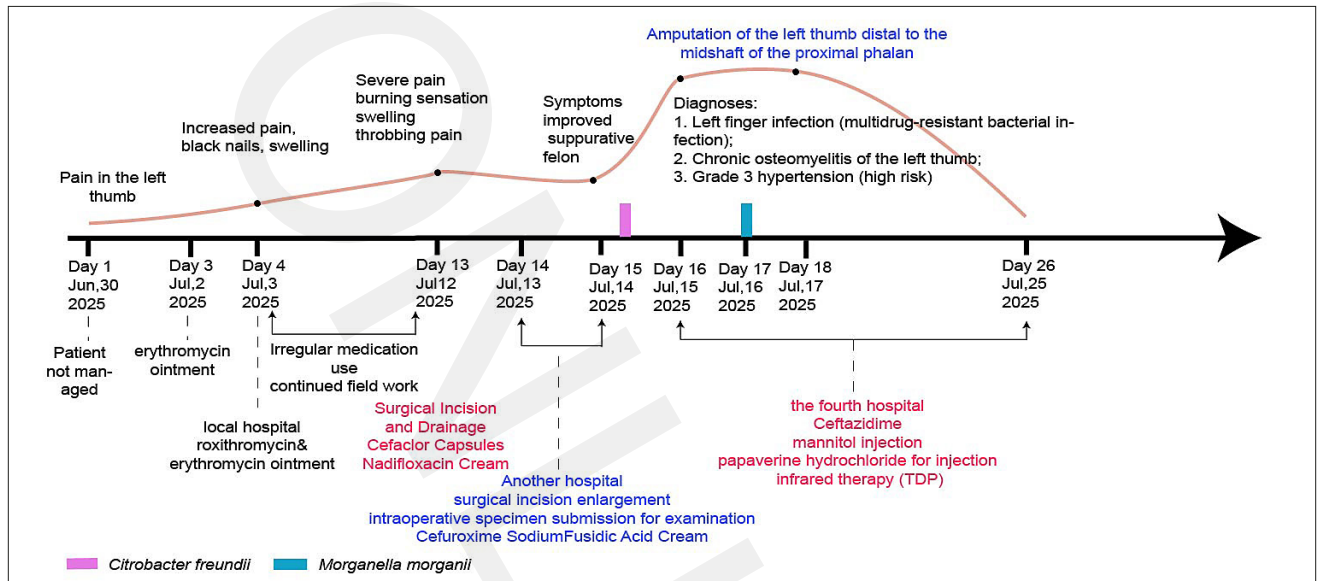 Amputation of the left thumb distal to the
midshaft of the proximal phalan
Severe pain
burning sensation
swelling
throbbing pain
Symptoms
improved
suppurative
felon
Diagnoses:
1. Left finger infection (multidrug-resistant bacterial in-
fection);
2. Chronic osteomyelitis of the left thumb;
3. Grade 3 hypertension (high risk)
Increased pain,
black nails, swelling
Pain in the left
thumb
Day 1
Jun,30
2025
Day 3
Jul,2
2025
Day 4
Jul,3
2025
Day 13
Jul12
2025
Day 14
Jul,13
2025
Day 15
Jul,14
2025
Day 16
Jul,15
2025
Day 17
Jul,16
2025
Day 18
Jul,17
2025
Day 26
Jul,25
2025
Patient
not man-
aged
erythromycin
ointment
Irregular medication
use
continued field work
local hospital
roxithromycin&
erythromycin ointment
Surgical Incision
and Drainage
Cefaclor Capsules
Nadifloxacin Cream
Another hospital
surgical incision enlargement
intraoperative specimen submission for examination
Cefuroxime SodiumFusidic Acid Cream
the fourth hospital
Ceftazidime
mannitol injection
papaverine hydrochloride for injection
infrared therapy (TDP)
Citrobacter freundii
Morganella morganii